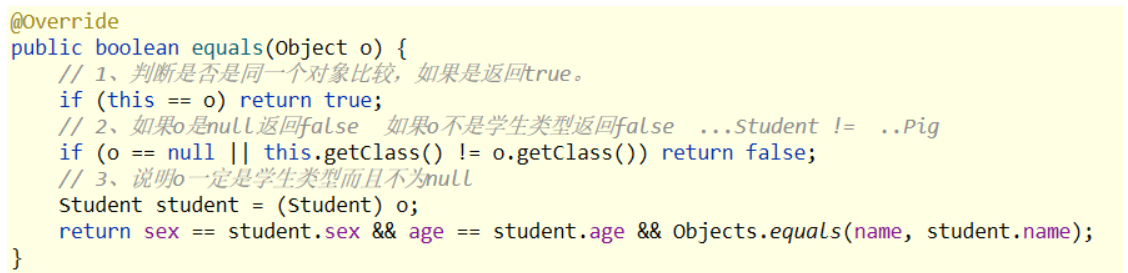 @Override
public boolean equals(Object o) {
    // 1、判断是否是同一个对象比较，如果是返回true。
    if (this == o) return true;
    // 2、如果o是null返回false  如果o不是学生类型返回false  ...Student !=  ..Pig
    if (o == null || this.getClass() != o.getClass()) return false;
    // 3、说明o一定是学生类型而且不为null
    Student student = (Student) o;
    return sex == student.sex && age == student.age && Objects.equals(name, student.name);
}